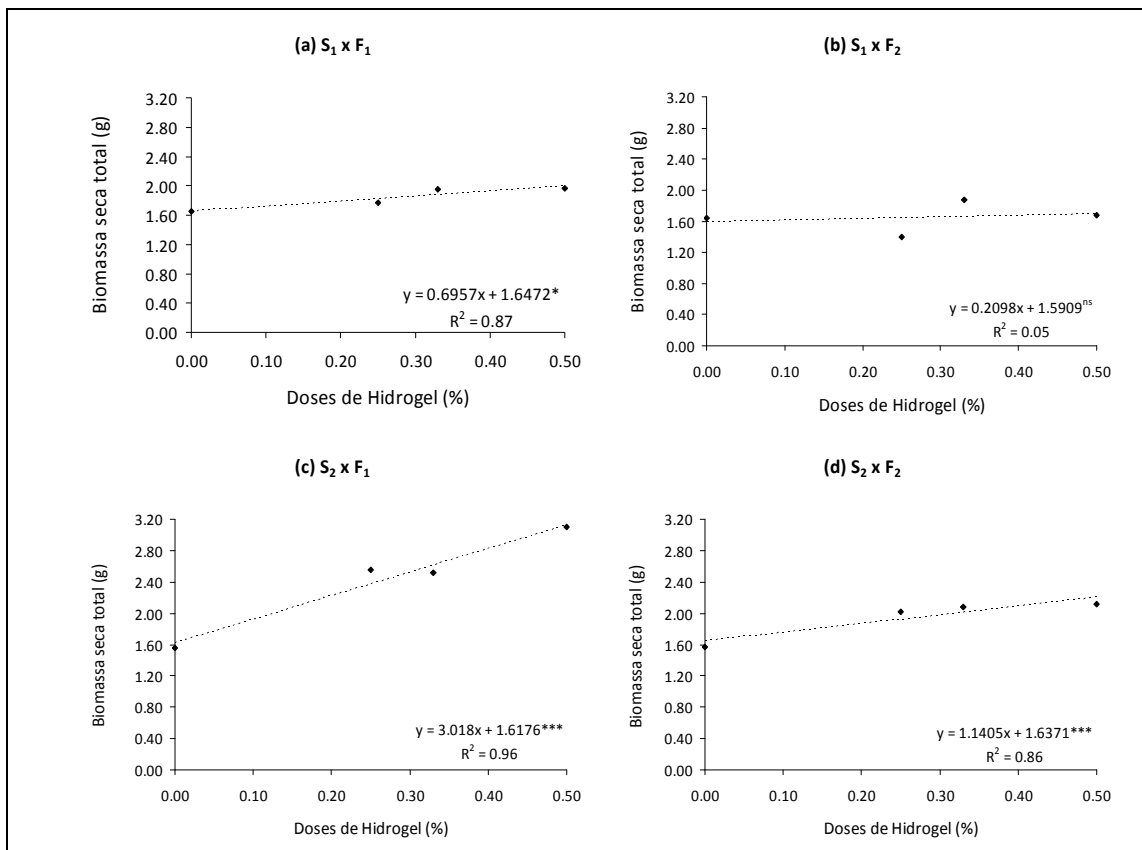 (a) S₁ x F₁
3.20
2.80
2.40
2.00
1.60
1.20
0.80
0.40
0.00
Biomassa seca total (g)
y = 0.6957x + 1.6472*
R² = 0.87
0.00 0.10 0.20 0.30 0.40 0.50
Doses de Hidrogel (%)
(b) S₁ x F₂
3.20
2.80
2.40
2.00
1.60
1.20
0.80
0.40
0.00
Biomassa seca total (g)
y = 0.2098x + 1.5909ⁿˢ
R² = 0.05
0.00 0.10 0.20 0.30 0.40 0.50
Doses de Hidrogel (%)
(c) S₂ x F₁
3.20
2.80
2.40
2.00
1.60
1.20
0.80
0.40
0.00
Biomassa seca total (g)
y = 3.018x + 1.6176***
R² = 0.96
0.00 0.10 0.20 0.30 0.40 0.50
Doses de Hidrogel (%)
(d) S₂ x F₂
3.20
2.80
2.40
2.00
1.60
1.20
0.80
0.40
0.00
Biomassa seca total (g)
y = 1.1405x + 1.6371***
R² = 0.86
0.00 0.10 0.20 0.30 0.40 0.50
Doses de Hidrogel (%)